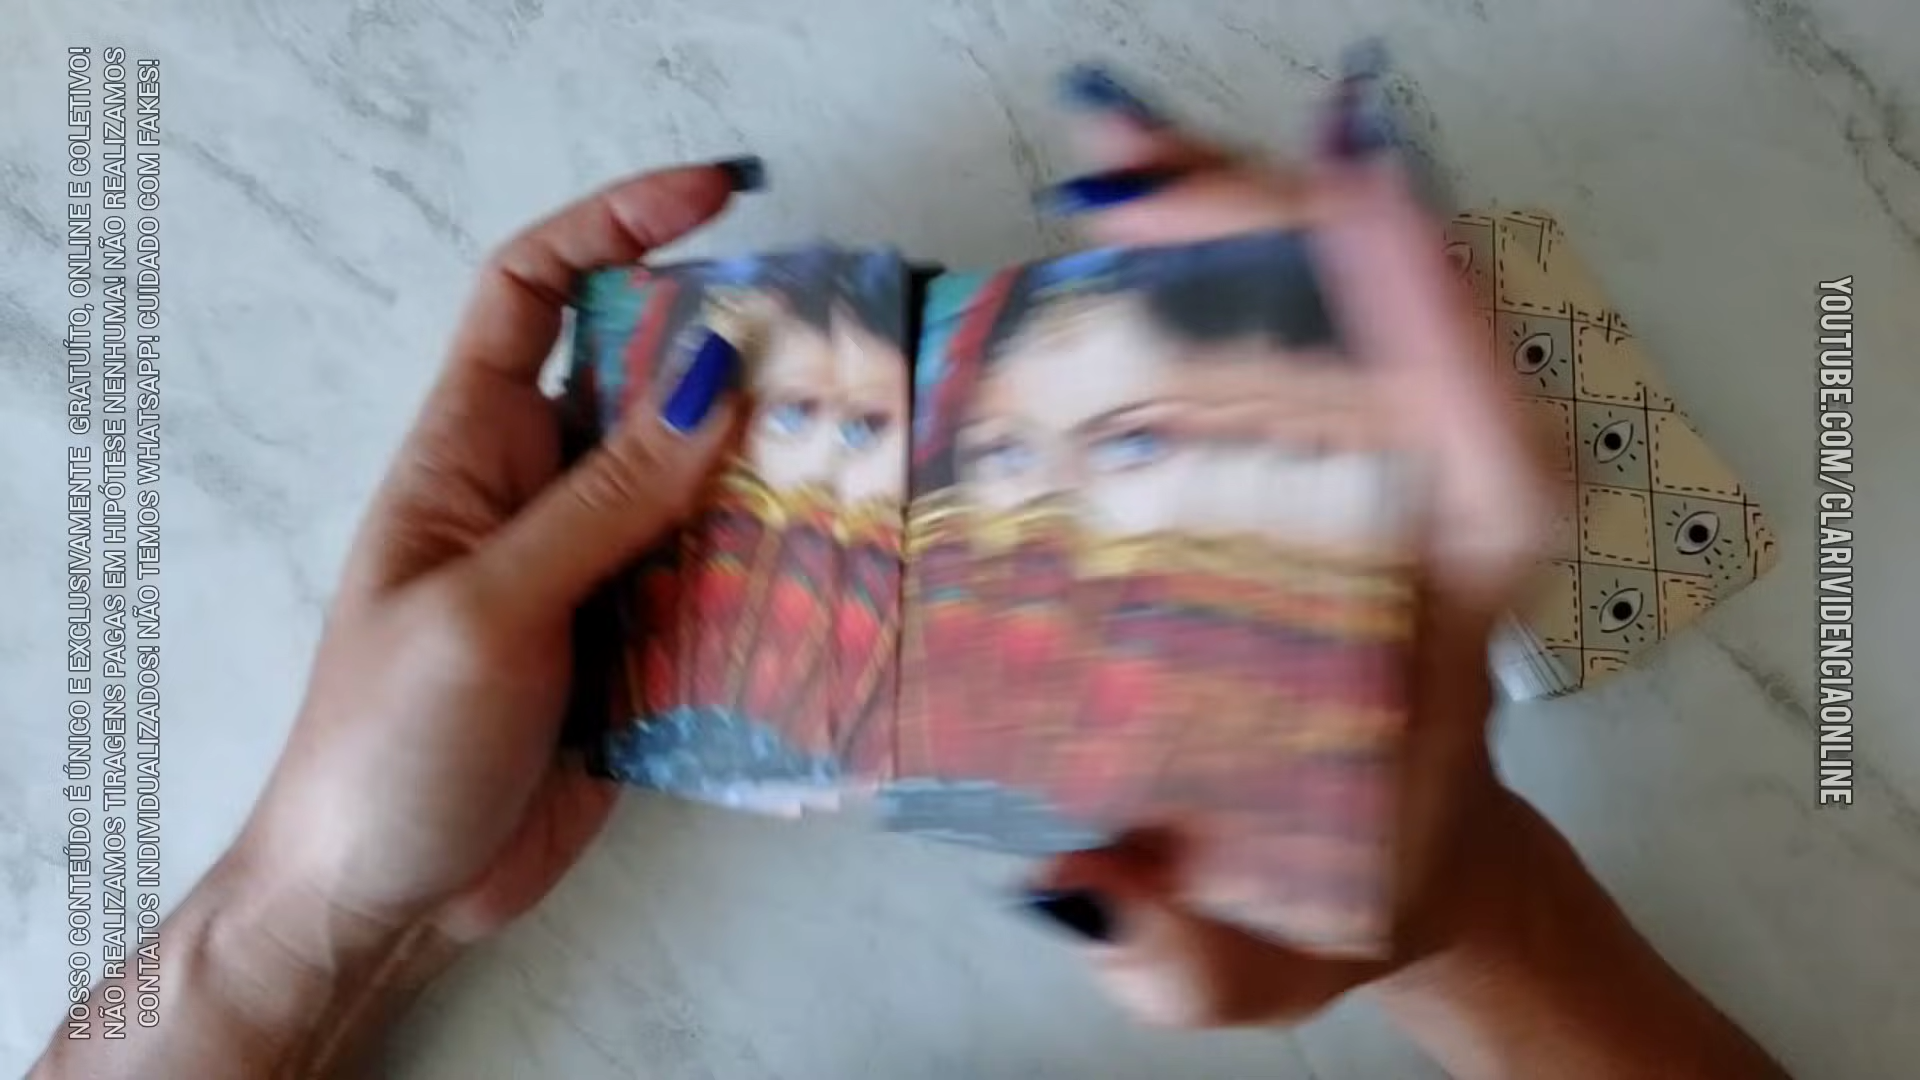 NOSSO CONTEÚDO É ÚNICO E EXCLUSIVAMENTE GRATUÍTO, ONLINE E COLETIVO!
NÃO REALIZAMOS TIRAGENS PAGAS EM HIPÓTESE NENHUMA! NÃO REALIZAMOS
CONTATOS INDIVIDUALIZADOS! NÃO TEMOS WHATSAPP! CUIDADO COM FAKES!
YOUTUBE.COM/CLARIVIDENCIAONLINE